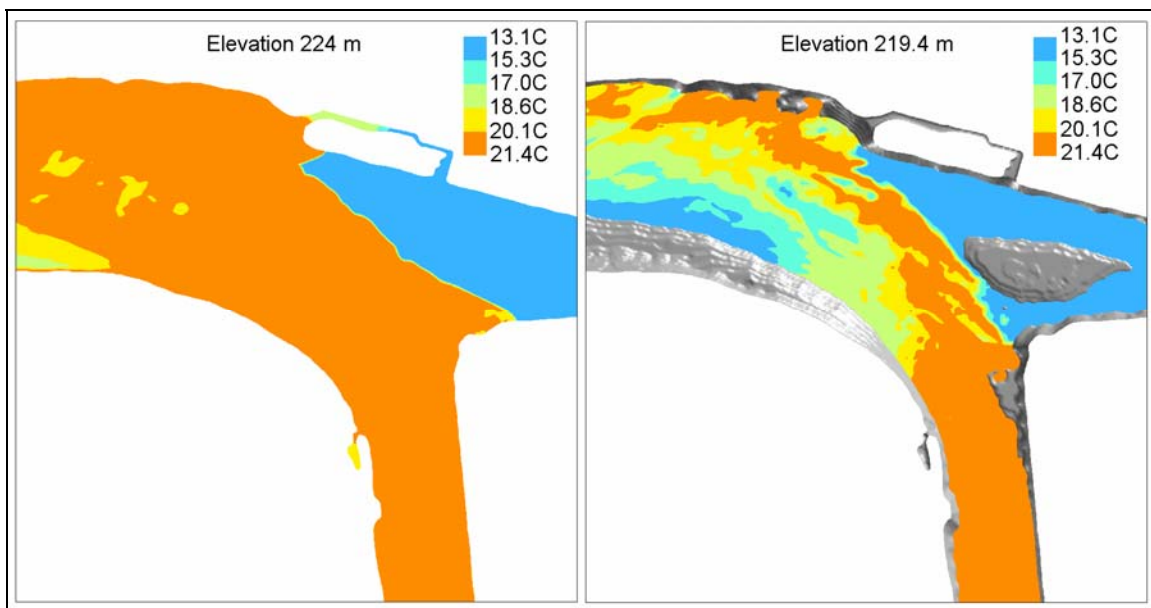 Elevation 224 m
13.1C
15.3C
17.0C
18.6C
20.1C
21.4C
Elevation 219.4 m
13.1C
15.3C
17.0C
18.6C
20.1C
21.4C